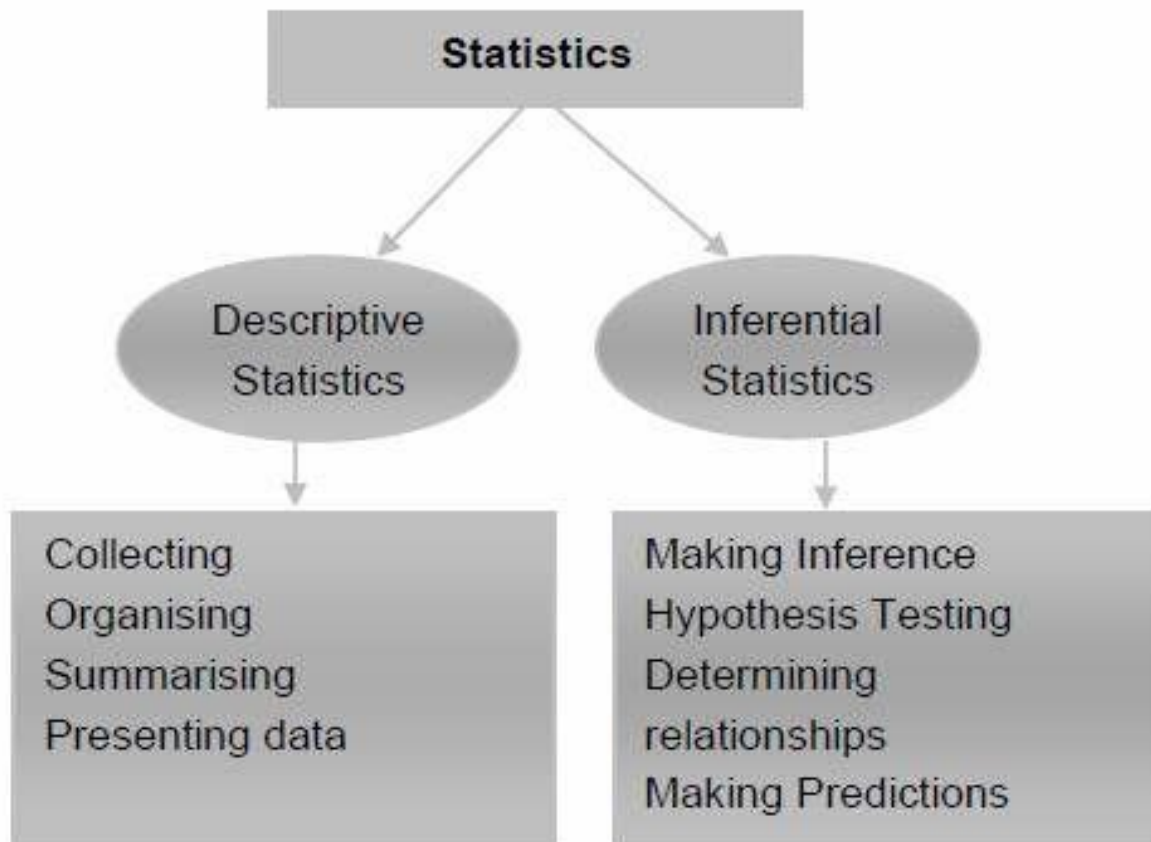 Statistics
Descriptive
Statistics
Inferential
Statistics
Collecting
Organising
Summarising
Presenting data
Making Inference
Hypothesis Testing
Determining
relationships
Making Predictions